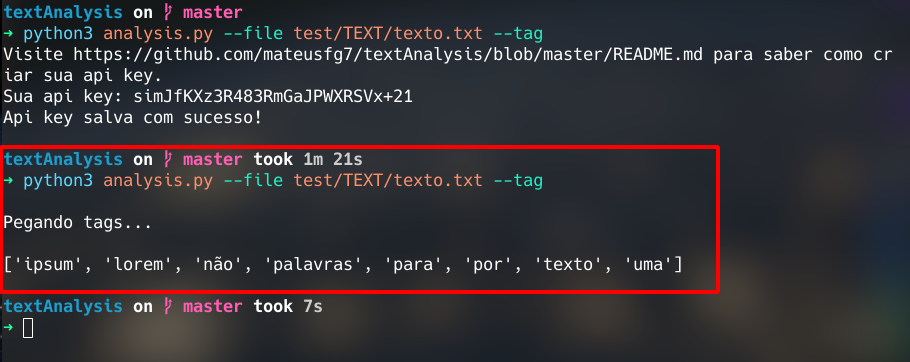 textAnalysis on master
→ python3 analysis.py --file test/TEXT/texto.txt --tag
Visite https://github.com/mateusfg7/textAnalysis/blob/master/README.md para saber como cr
iar sua api key.
Sua api key: simJfKXz3R483RmGaJPWXRSVx+21
Api key salva com sucesso!
textAnalysis on master took 1m 21s
→ python3 analysis.py --file test/TEXT/texto.txt --tag
Pegando tags...
['ipsum', 'lorem', 'não', 'palavras', 'para', 'por', 'texto', 'uma']
textAnalysis on master took 7s
→